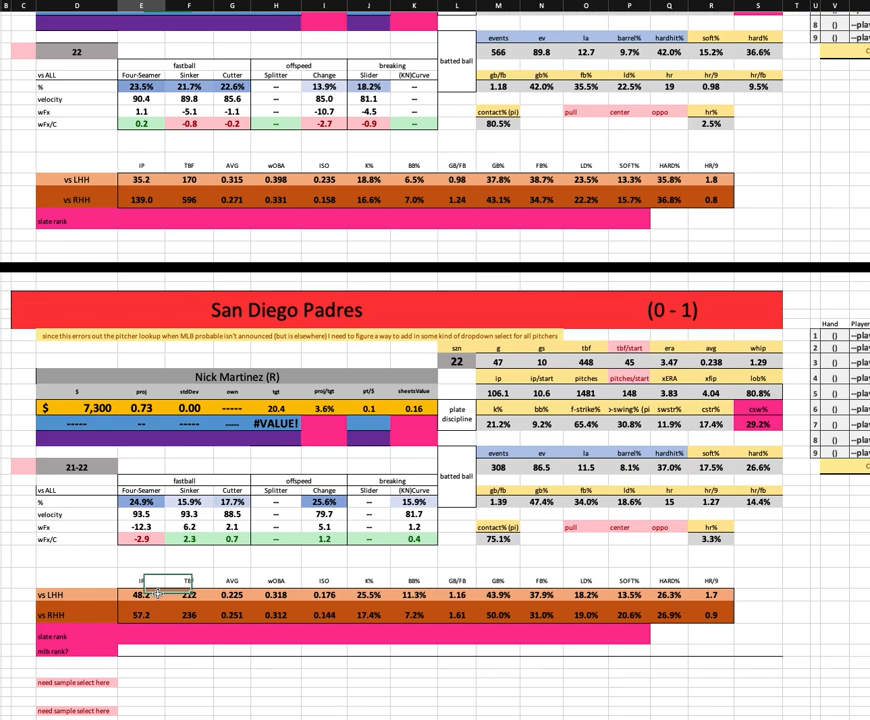 B C D E F G H I J K L M N O P Q R S T U V W
8 ()
22 events ev la barrel% hardhit% soft% hard% 9 ()
fastball offspeed breaking batted ball 566 89.8 12.7 9.7% 42.0% 15.2% 36.6%
vs ALL Four-Seamer Sinker Cutter Splitter Change Slider (KN)Curve gb/fb gb% fb% ld% hr hr/9 hr/fb
% 23.5% 21.7% 22.6% -- 13.9% 18.2% -- 1.18 42.0% 35.5% 22.5% 19 0.98 9.5%
velocity 90.4 89.8 85.6 -- 85.0 81.1 --
wFx 1.1 -5.1 -1.1 -- -10.7 -4.5 -- contact% (pi) pull center oppo hr%
wFx/C 0.2 -0.8 -0.2 -- -2.7 -0.9 -- 80.5% 2.5%
IP TBF AVG wOBA ISO K% BB% GB/FB GB% FB% LD% SOFT% HARD% HR/9
vs LHH 35.2 170 0.315 0.398 0.235 18.8% 6.5% 0.98 37.8% 38.7% 23.5% 13.3% 35.8% 1.8
vs RHH 139.0 596 0.271 0.331 0.158 16.6% 7.0% 1.24 43.1% 34.7% 22.2% 15.7% 36.8% 0.8
slate rank
San Diego Padres (0 - 1)
Hand Player
since this errors out the pitcher lookup when MLB probable isn't announced (but is elsewhere) I need to figure a way to add in some kind of dropdown select for all pitchers 1 () --play
szn g gs tbf tbf/start era avg whip 2 () --play
22 47 10 448 45 3.47 0.238 1.29 3 () --play
Nick Martinez (R) ip ip/start pitches pitches/start xERA xfip lob% 4 () --play
$ proj stdDev own tgt proj/tgt pt/$ sheetsValue 106.1 10.6 1481 148 3.83 4.04 80.8% 5 () --play
$ 7,300 0.73 0.00 ----- 20.4 3.6% 0.1 0.16 plate discipline k% bb% f-strike% o-swing% (pi swstr% cstr% csw% 6 () --play
----- -- -- ---- #VALUE! 21.2% 9.2% 65.4% 30.8% 11.9% 17.4% 29.2% 7 () --play
8 () --play
21-22 events ev la barrel% hardhit% soft% hard% 9 () --play
fastball offspeed breaking batted ball 308 86.5 11.5 8.1% 37.0% 17.5% 26.6%
vs ALL Four-Seamer Sinker Cutter Splitter Change Slider (KN)Curve gb/fb gb% fb% ld% hr hr/9 hr/fb
% 24.9% 15.9% 17.7% -- 25.6% -- 15.9% 1.39 47.4% 34.0% 18.6% 15 1.27 14.4%
velocity 93.5 93.3 88.5 79.7 -- 81.7
wFx -12.3 6.2 2.1 -- 5.1 -- 1.2 contact% (pi) pull center oppo hr%
wFx/C -2.9 2.3 0.7 -- 1.2 -- 0.4 75.1% 3.3%
IP TBF AVG wOBA ISO K% BB% GB/FB GB% FB% LD% SOFT% HARD% HR/9
vs LHH 48.2 212 0.225 0.318 0.176 25.5% 11.3% 1.16 43.9% 37.9% 18.2% 13.5% 26.3% 1.7
vs RHH 57.2 236 0.251 0.312 0.144 17.4% 7.2% 1.61 50.0% 31.0% 19.0% 20.6% 26.9% 0.9
slate rank
mlb rank?
need sample select here
need sample select here